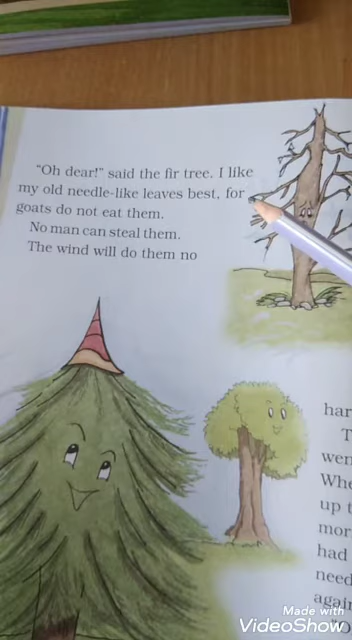 "Oh dear!" said the fir tree. I like
my old needle-like leaves best, for
goats do not eat them.
No man can steal them.
The wind will do them no
har
T
wen
Whe
up t
mor
had
need
again
Made with
VideoShow